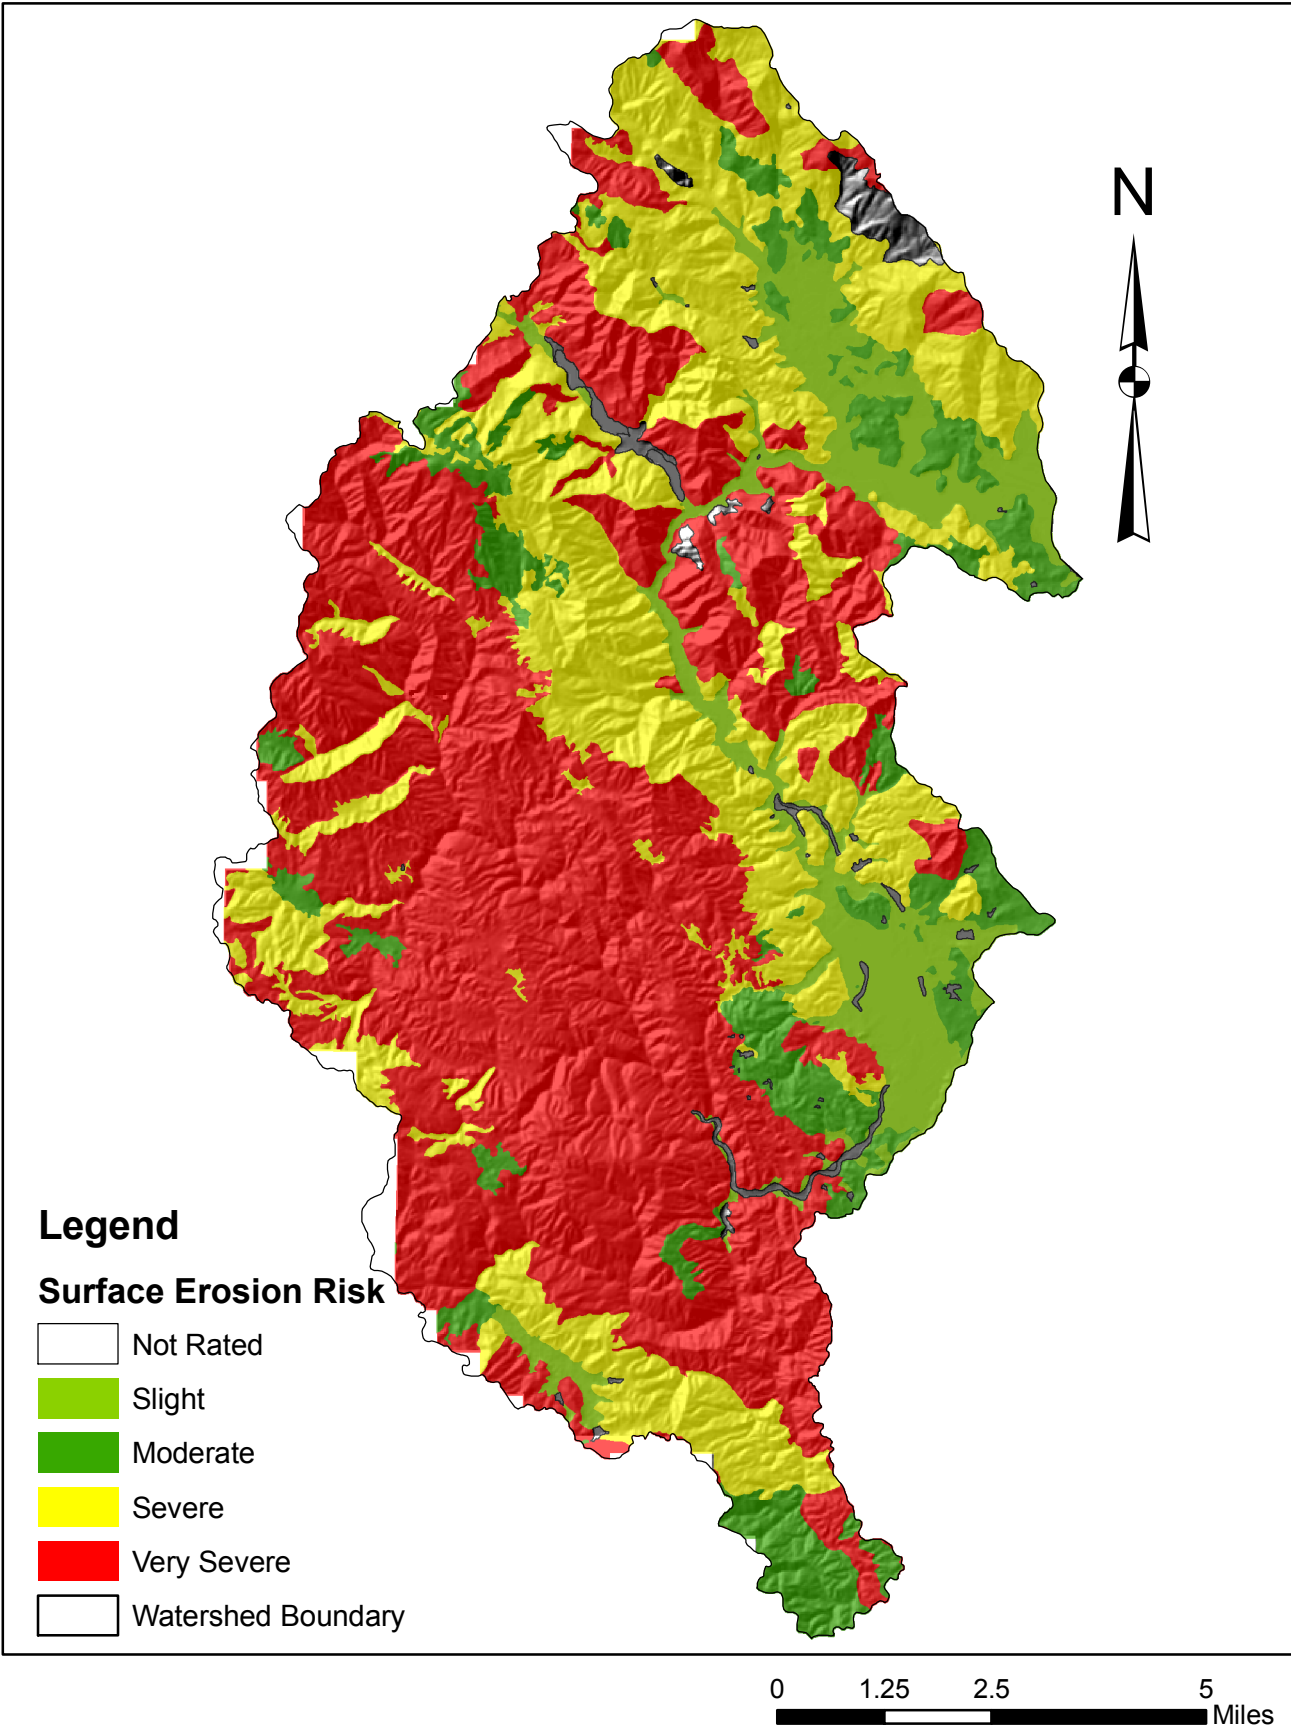 N
Legend
Surface Erosion Risk
Not Rated
Slight
Moderate
Severe
Very Severe
Watershed Boundary
0 1.25 2.5 5
Miles